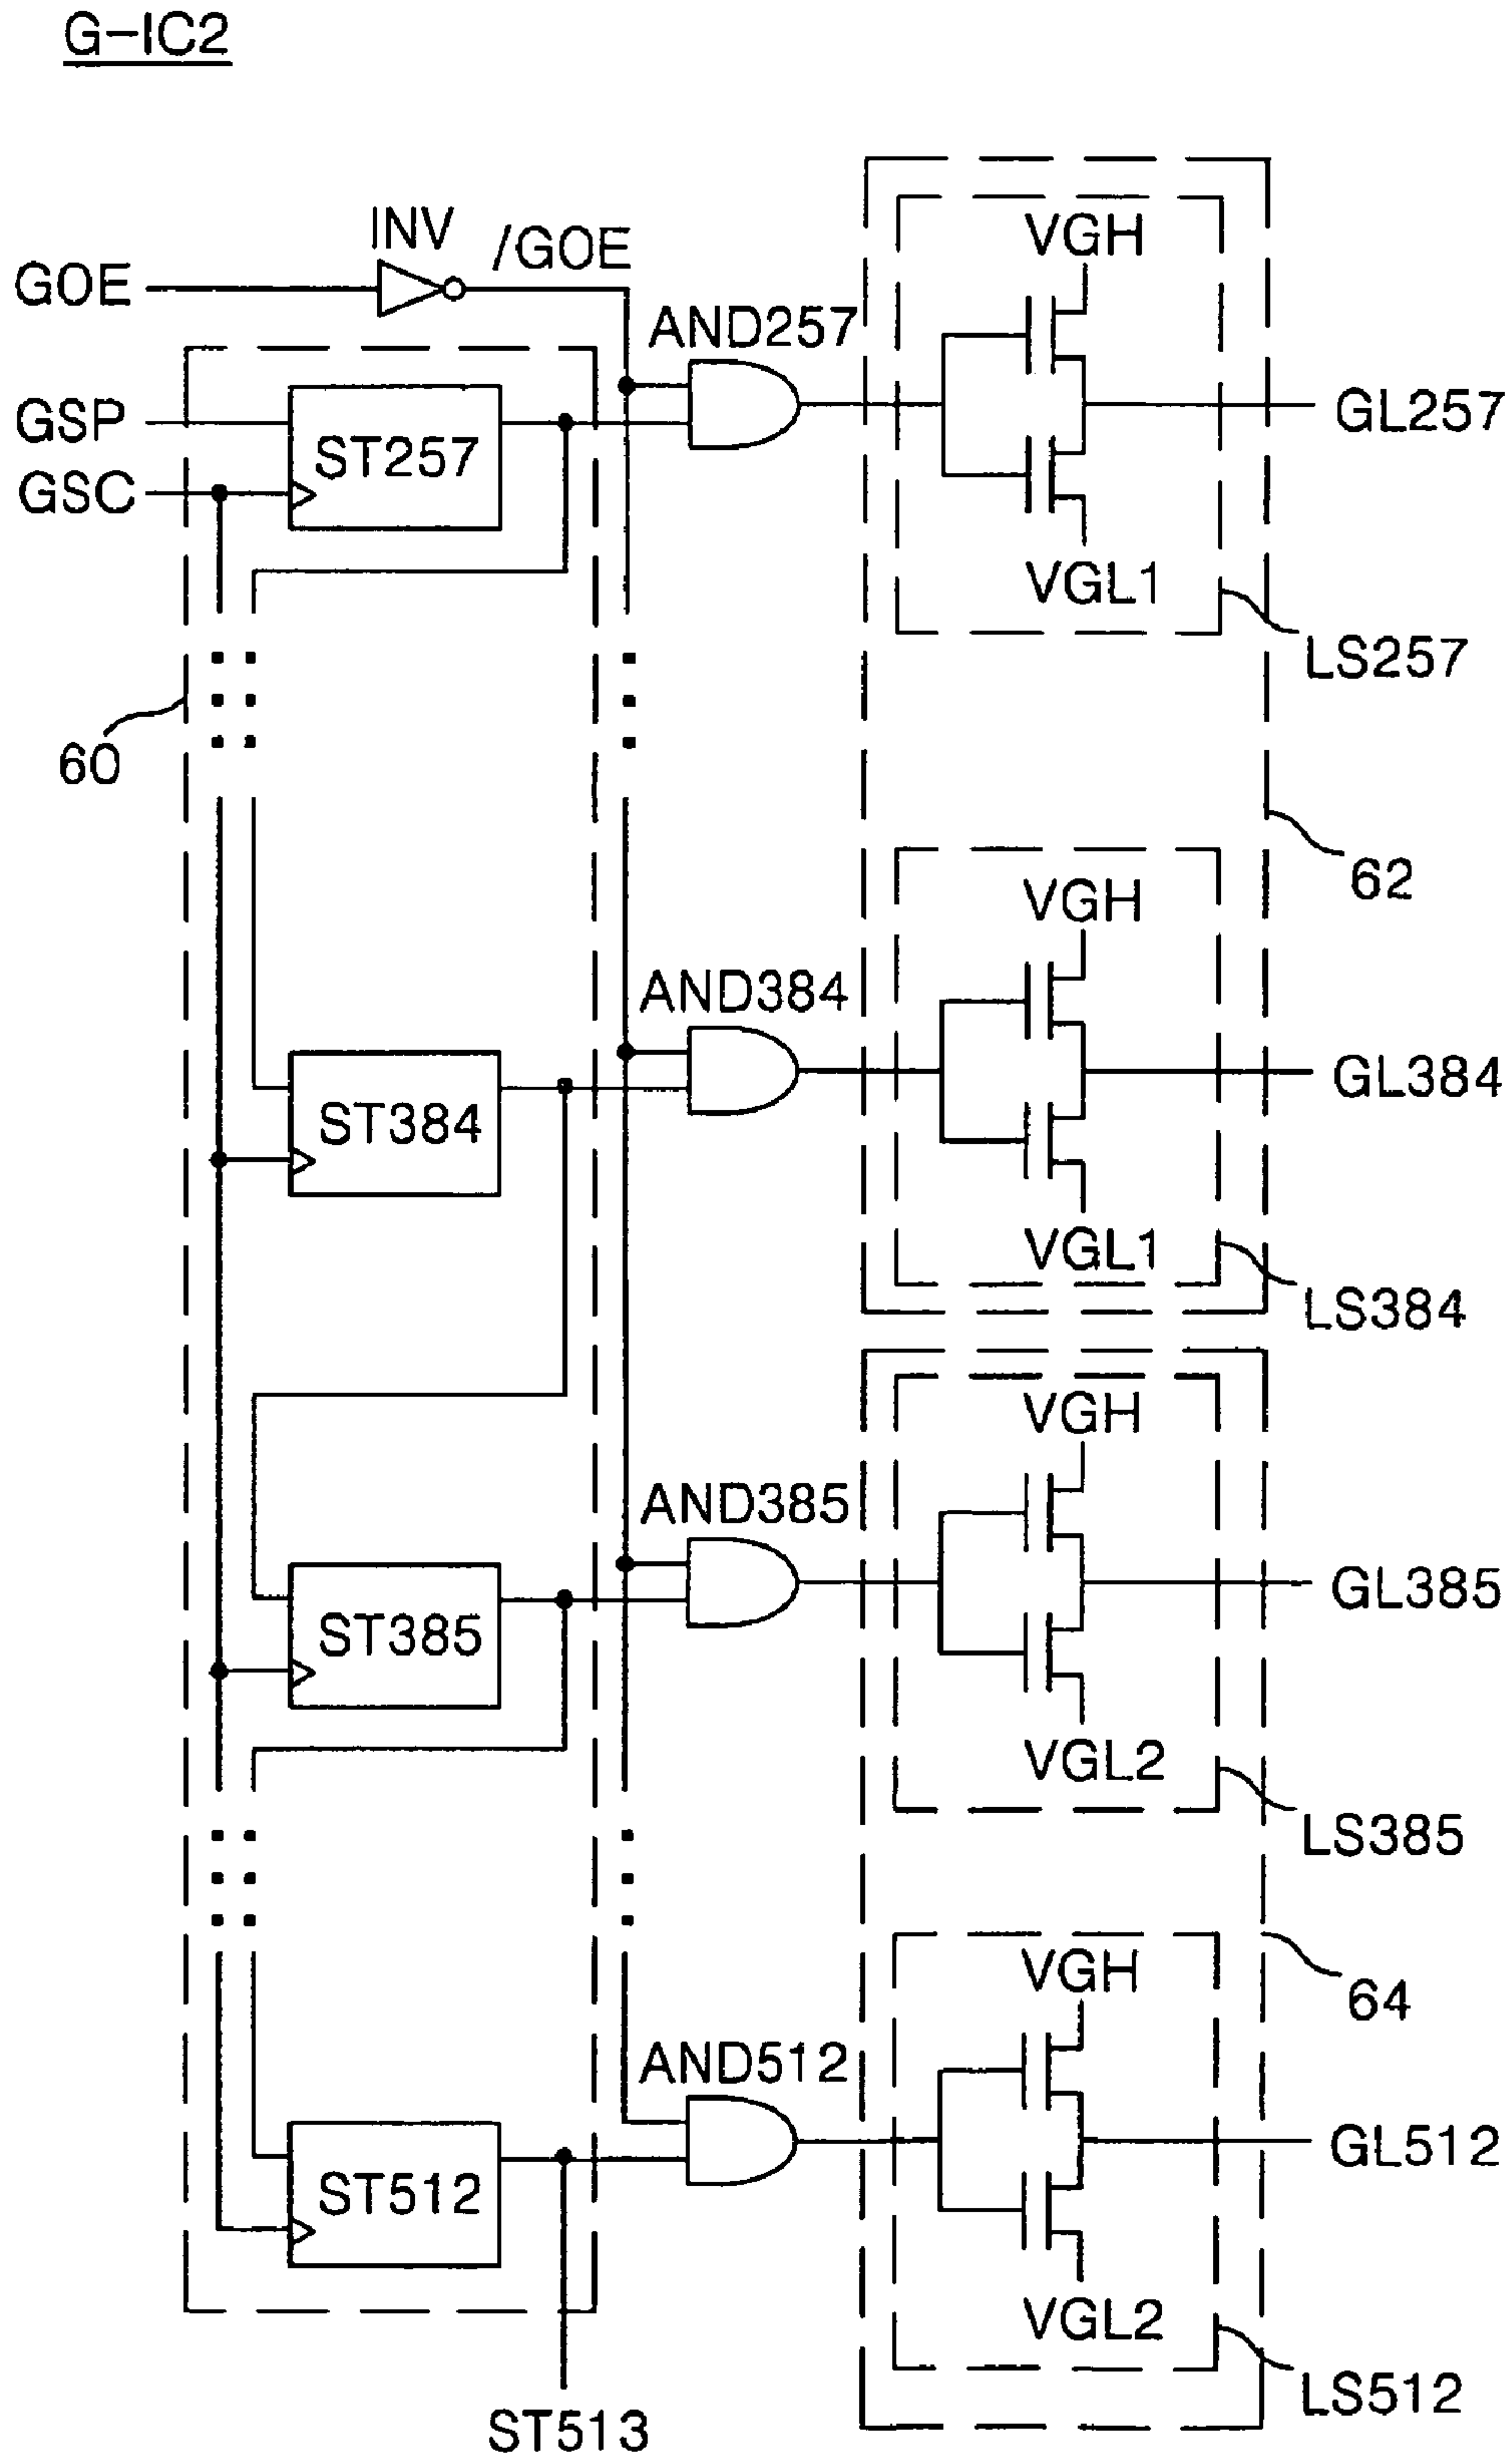 G-IC2
INV
/GOE
GOE
AND257
VGH
GSP
ST257
GL257
GSC
VGL1
LS257
60
62
VGH
AND384
GL384
ST384
VGL1
LS384
VGH
AND385
GL385
ST385
VGL2
LS385
VGH
64
AND512
GL512
ST512
VGL2
LS512
ST513